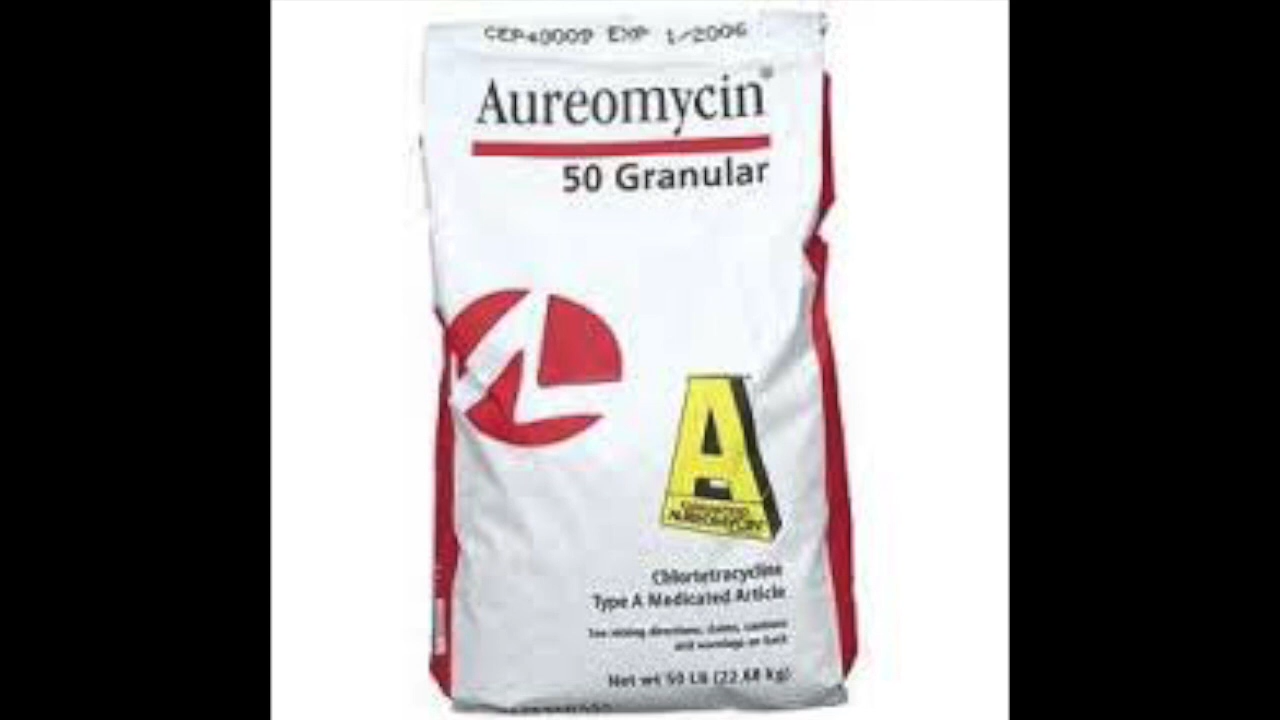 CEP40009 EXP 1/2006
Aureomycin®
50 Granular
A
AUREOMYCIN
Chlortetracycline
Type A Medicated Article
See mixing directions, claims, cautions
and warnings on back
Net wt 50 LB (22.68 kg)